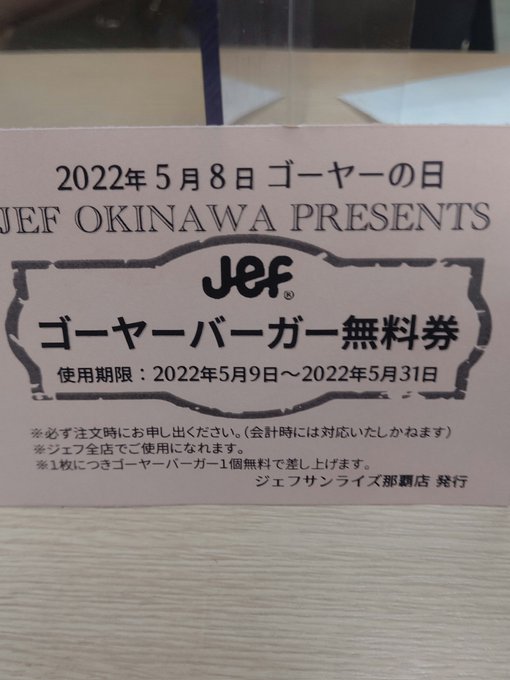 2022年5月8日 ゴーヤーの日
JEF OKINAWA PRESENTS
Jef®
ゴーヤーバーガー無料券
使用期限：2022年5月9日～2022年5月31日
※必ず注文時にお申し出ください。(会計時には対応いたしかねます)
※ジェフ全店でご使用になれます。
※1枚につきゴーヤーバーガー1個無料で差し上げます。
ジェフサンライズ那覇店 発行